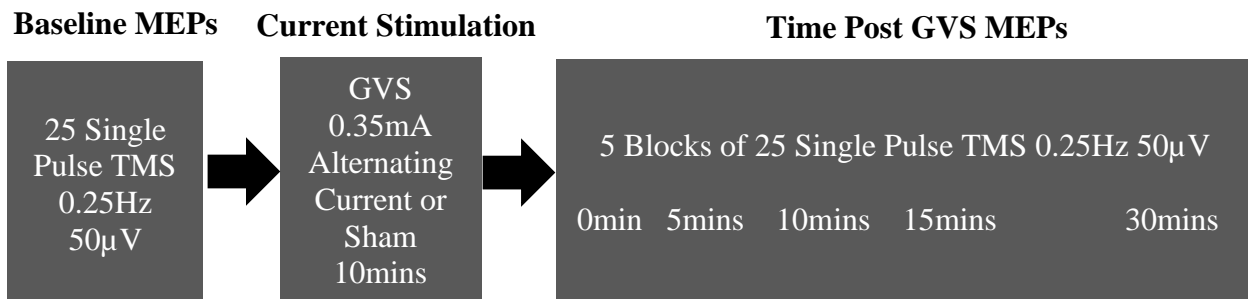 Baseline MEPs
25 Single
Pulse TMS
0.25Hz
50µV
Current Stimulation
GVS
0.35mA
Alternating
Current or
Sham
10mins
Time Post GVS MEPs
5 Blocks of 25 Single Pulse TMS 0.25Hz 50µV
0min 5mins 10mins 15mins 30mins